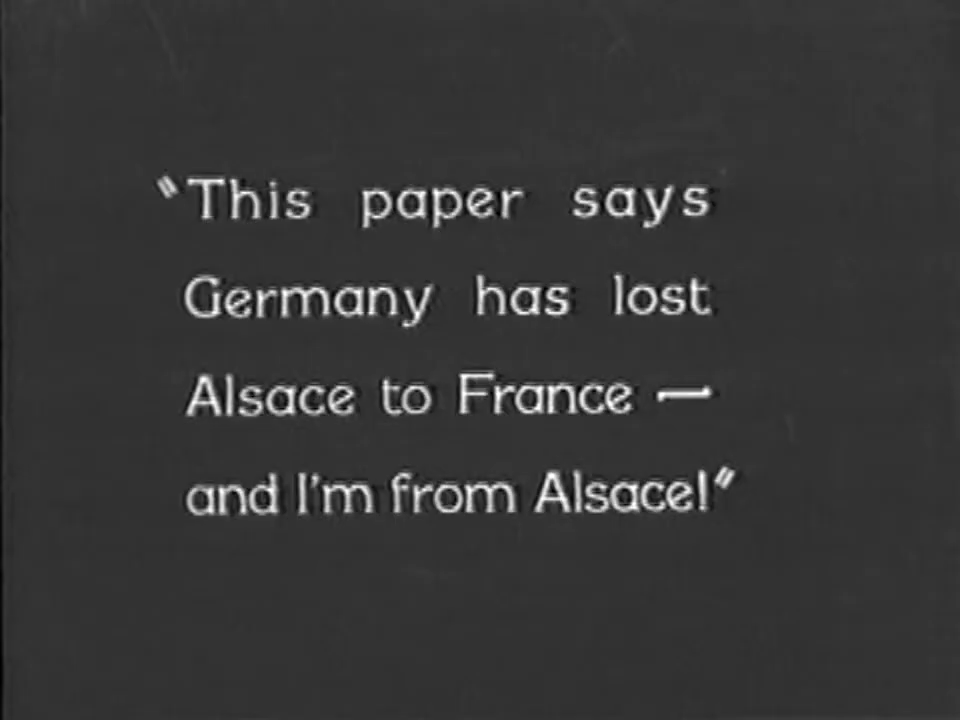 "This paper says
Germany has lost
Alsace to France —
and I'm from Alsace!"